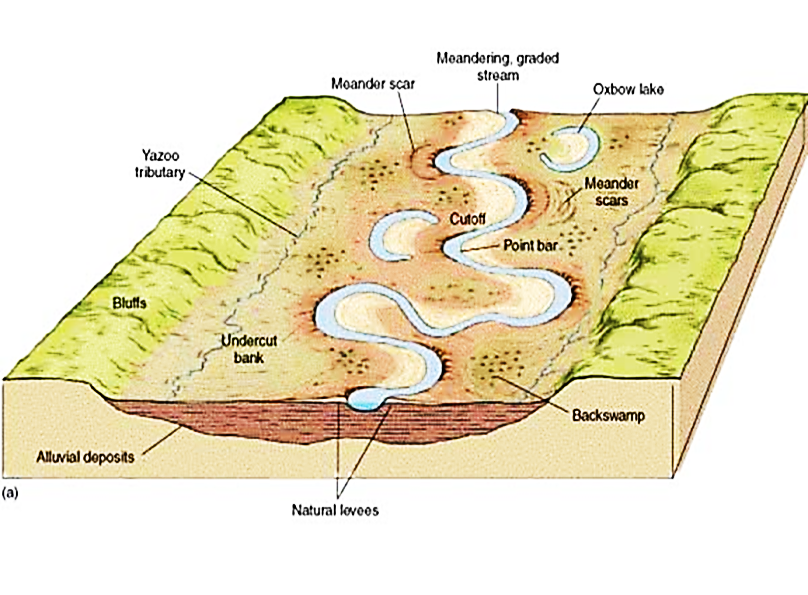 Meandering, graded
stream
Meander scar
Oxbow lake
Yazoo
tributary
Meander
scars
Cutoff
Point bar
Bluffs
Undercut
bank
Backswamp
Alluvial deposits
(a)
Natural levees